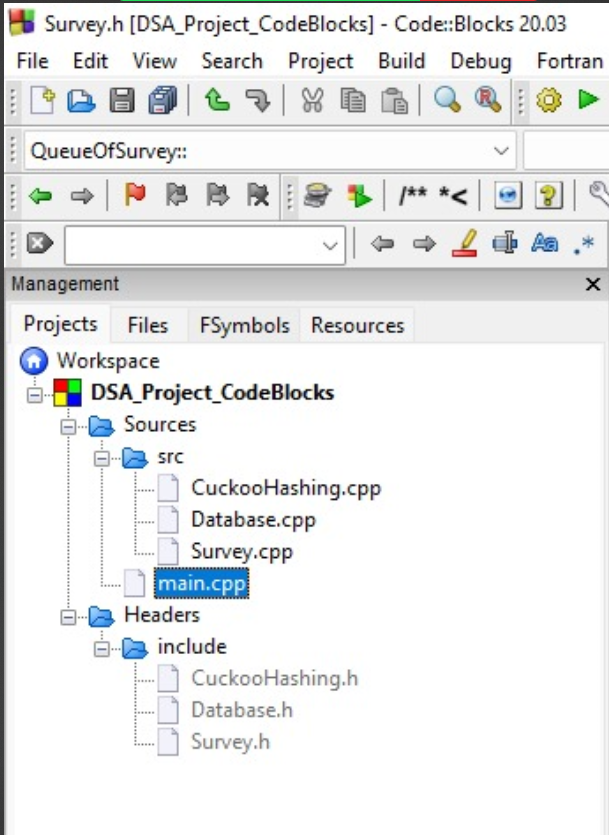 Survey.h [DSA_Project_CodeBlocks] - Code::Blocks 20.03
File Edit View Search Project Build Debug Fortran
QueueOfSurvey::
/** *<
Aa .*
Management
Projects Files FSymbols Resources
Workspace
DSA_Project_CodeBlocks
Sources
src
CuckooHashing.cpp
Database.cpp
Survey.cpp
main.cpp
Headers
include
CuckooHashing.h
Database.h
Survey.h